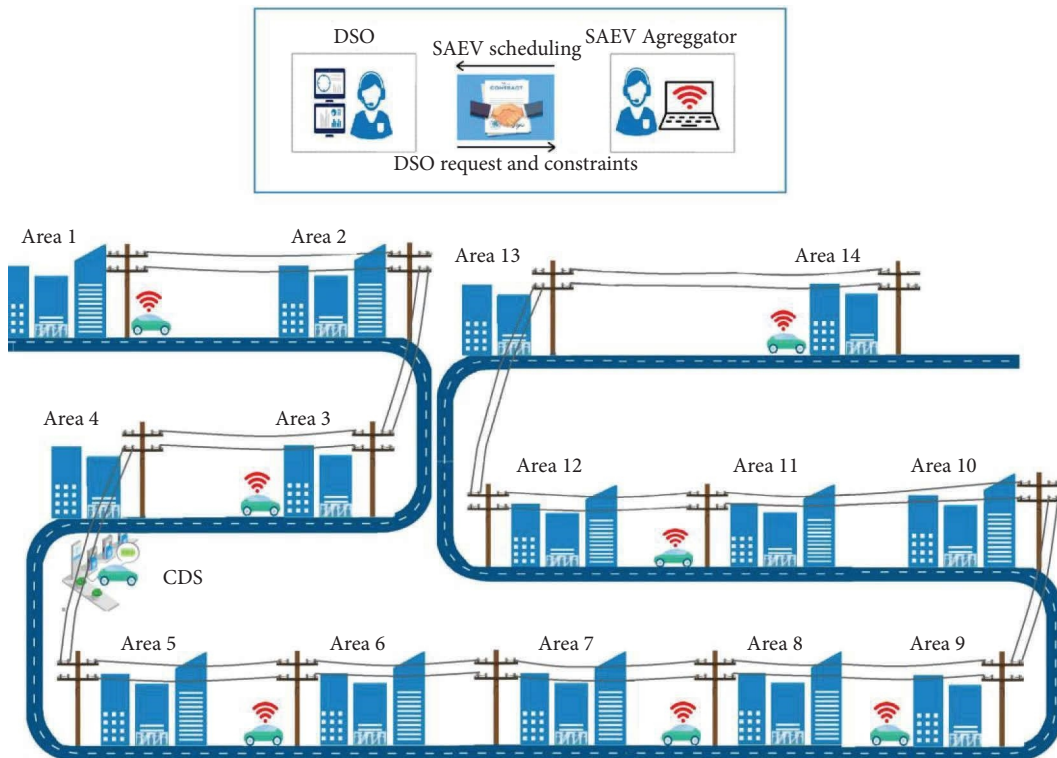 DSO
SAEV scheduling
SAEV Agreggator
CONTRACT
DSO request and constraints
Area 1
Area 2
Area 13
Area 14
Area 4
Area 3
Area 12
Area 11
Area 10
CDS
Area 5
Area 6
Area 7
Area 8
Area 9